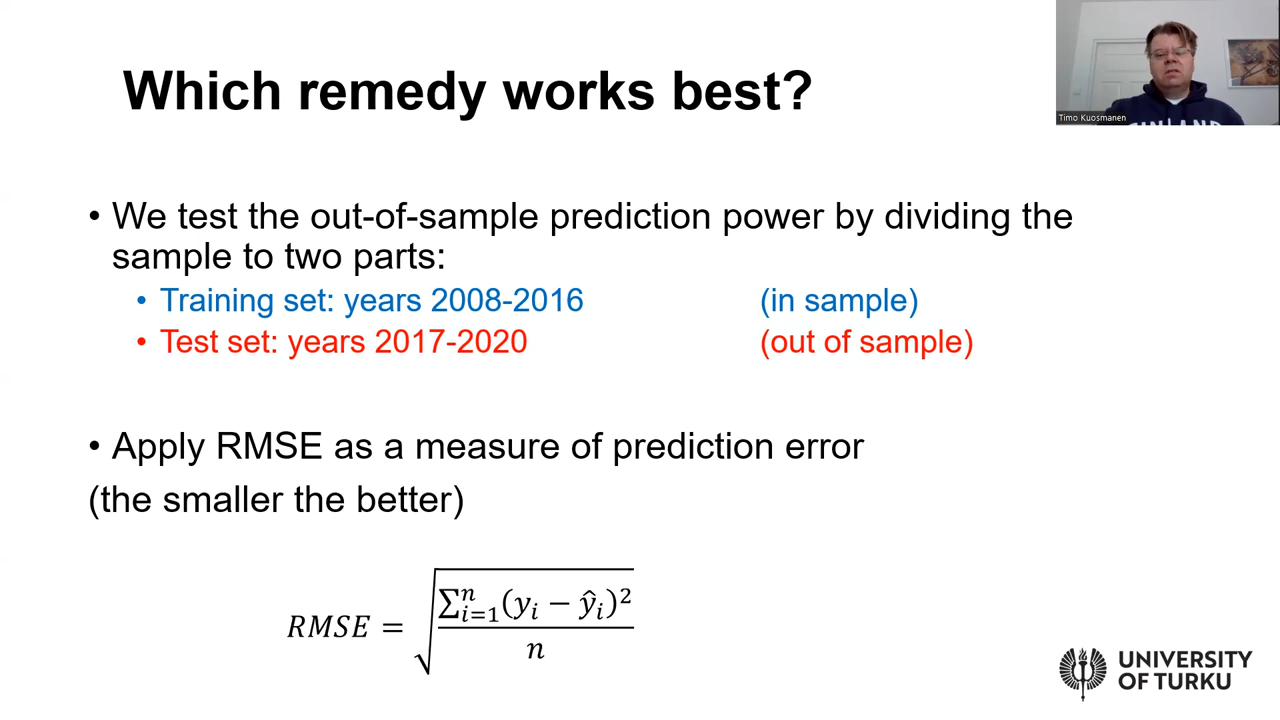 Which remedy works best?
Timo Kuosmanen
FINLAND
• We test the out-of-sample prediction power by dividing the
sample to two parts:
• Training set: years 2008-2016 (in sample)
• Test set: years 2017-2020 (out of sample)
• Apply RMSE as a measure of prediction error
(the smaller the better)
RMSE = √(∑ⁿᵢ₌₁(yᵢ − ŷᵢ)² / n)
UNIVERSITY
OF TURKU